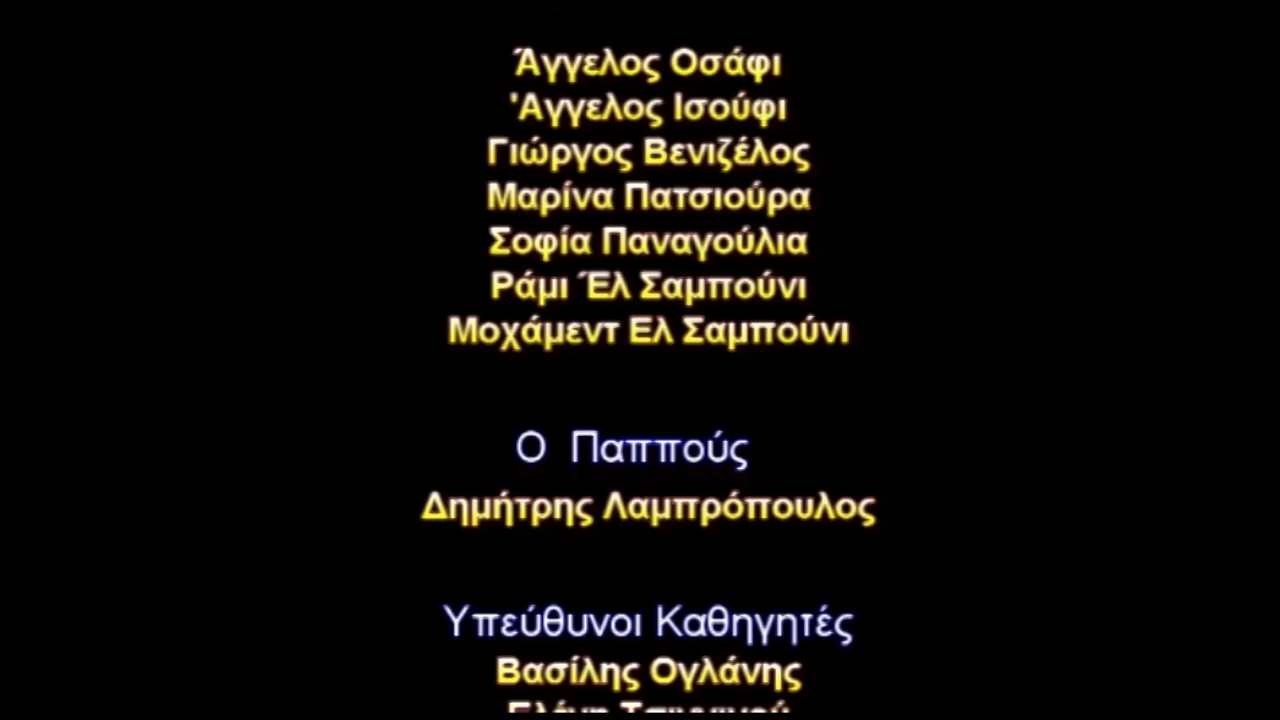 Άγγελος Οσάφι
'Αγγελος Ισούφι
Γιώργος Βενιζέλος
Μαρίνα Πατσιούρα
Σοφία Παναγούλια
Ράμι Έλ Σαμπούνι
Μοχάμεντ Ελ Σαμπούνι
Ο Παππούς
Δημήτρης Λαμπρόπουλος
Υπεύθυνοι Καθηγητές
Βασίλης Ογλάνης
Ελένη